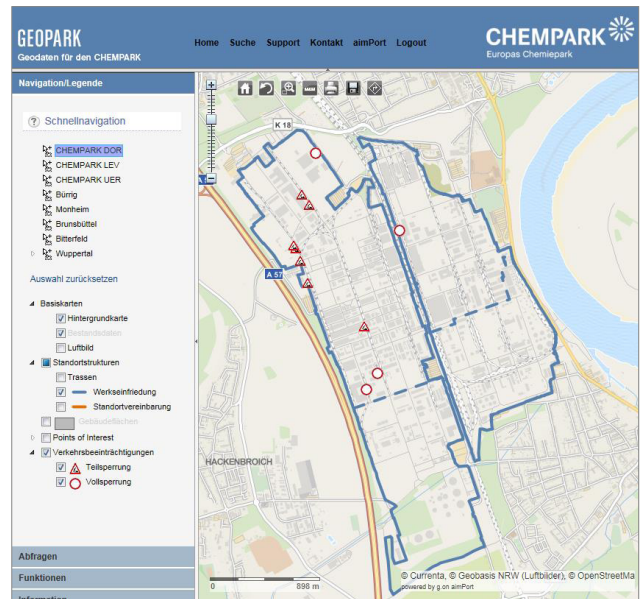 GEOPARK
Geodaten für den CHEMPARK
Home Suche Support Kontakt aimPort Logout
CHEMPARK
Europas Chemiepark
Navigation/Legende
? Schnellnavigation
CHEMPARK DOR
CHEMPARK LEV
CHEMPARK UER
Bürrig
Monheim
Brunsbüttel
Bitterfeld
Wuppertal
Auswahl zurücksetzen
Basiskarten
Hintergrundkarte
Bestandsdaten
Luftbild
Standortstrukturen
Trassen
Werkseinfriedung
Standortvereinbarung
Gebäudeflächen
Points of Interest
Verkehrsbeeinträchtigungen
Teilsperrung
Vollsperrung
Abfragen
Funktionen
Information
K 18
A 57
HACKENBROICH
0 898 m
© Currenta, © Geobasis NRW (Luftbilder), © OpenStreetMa
powered by g.on aimPort